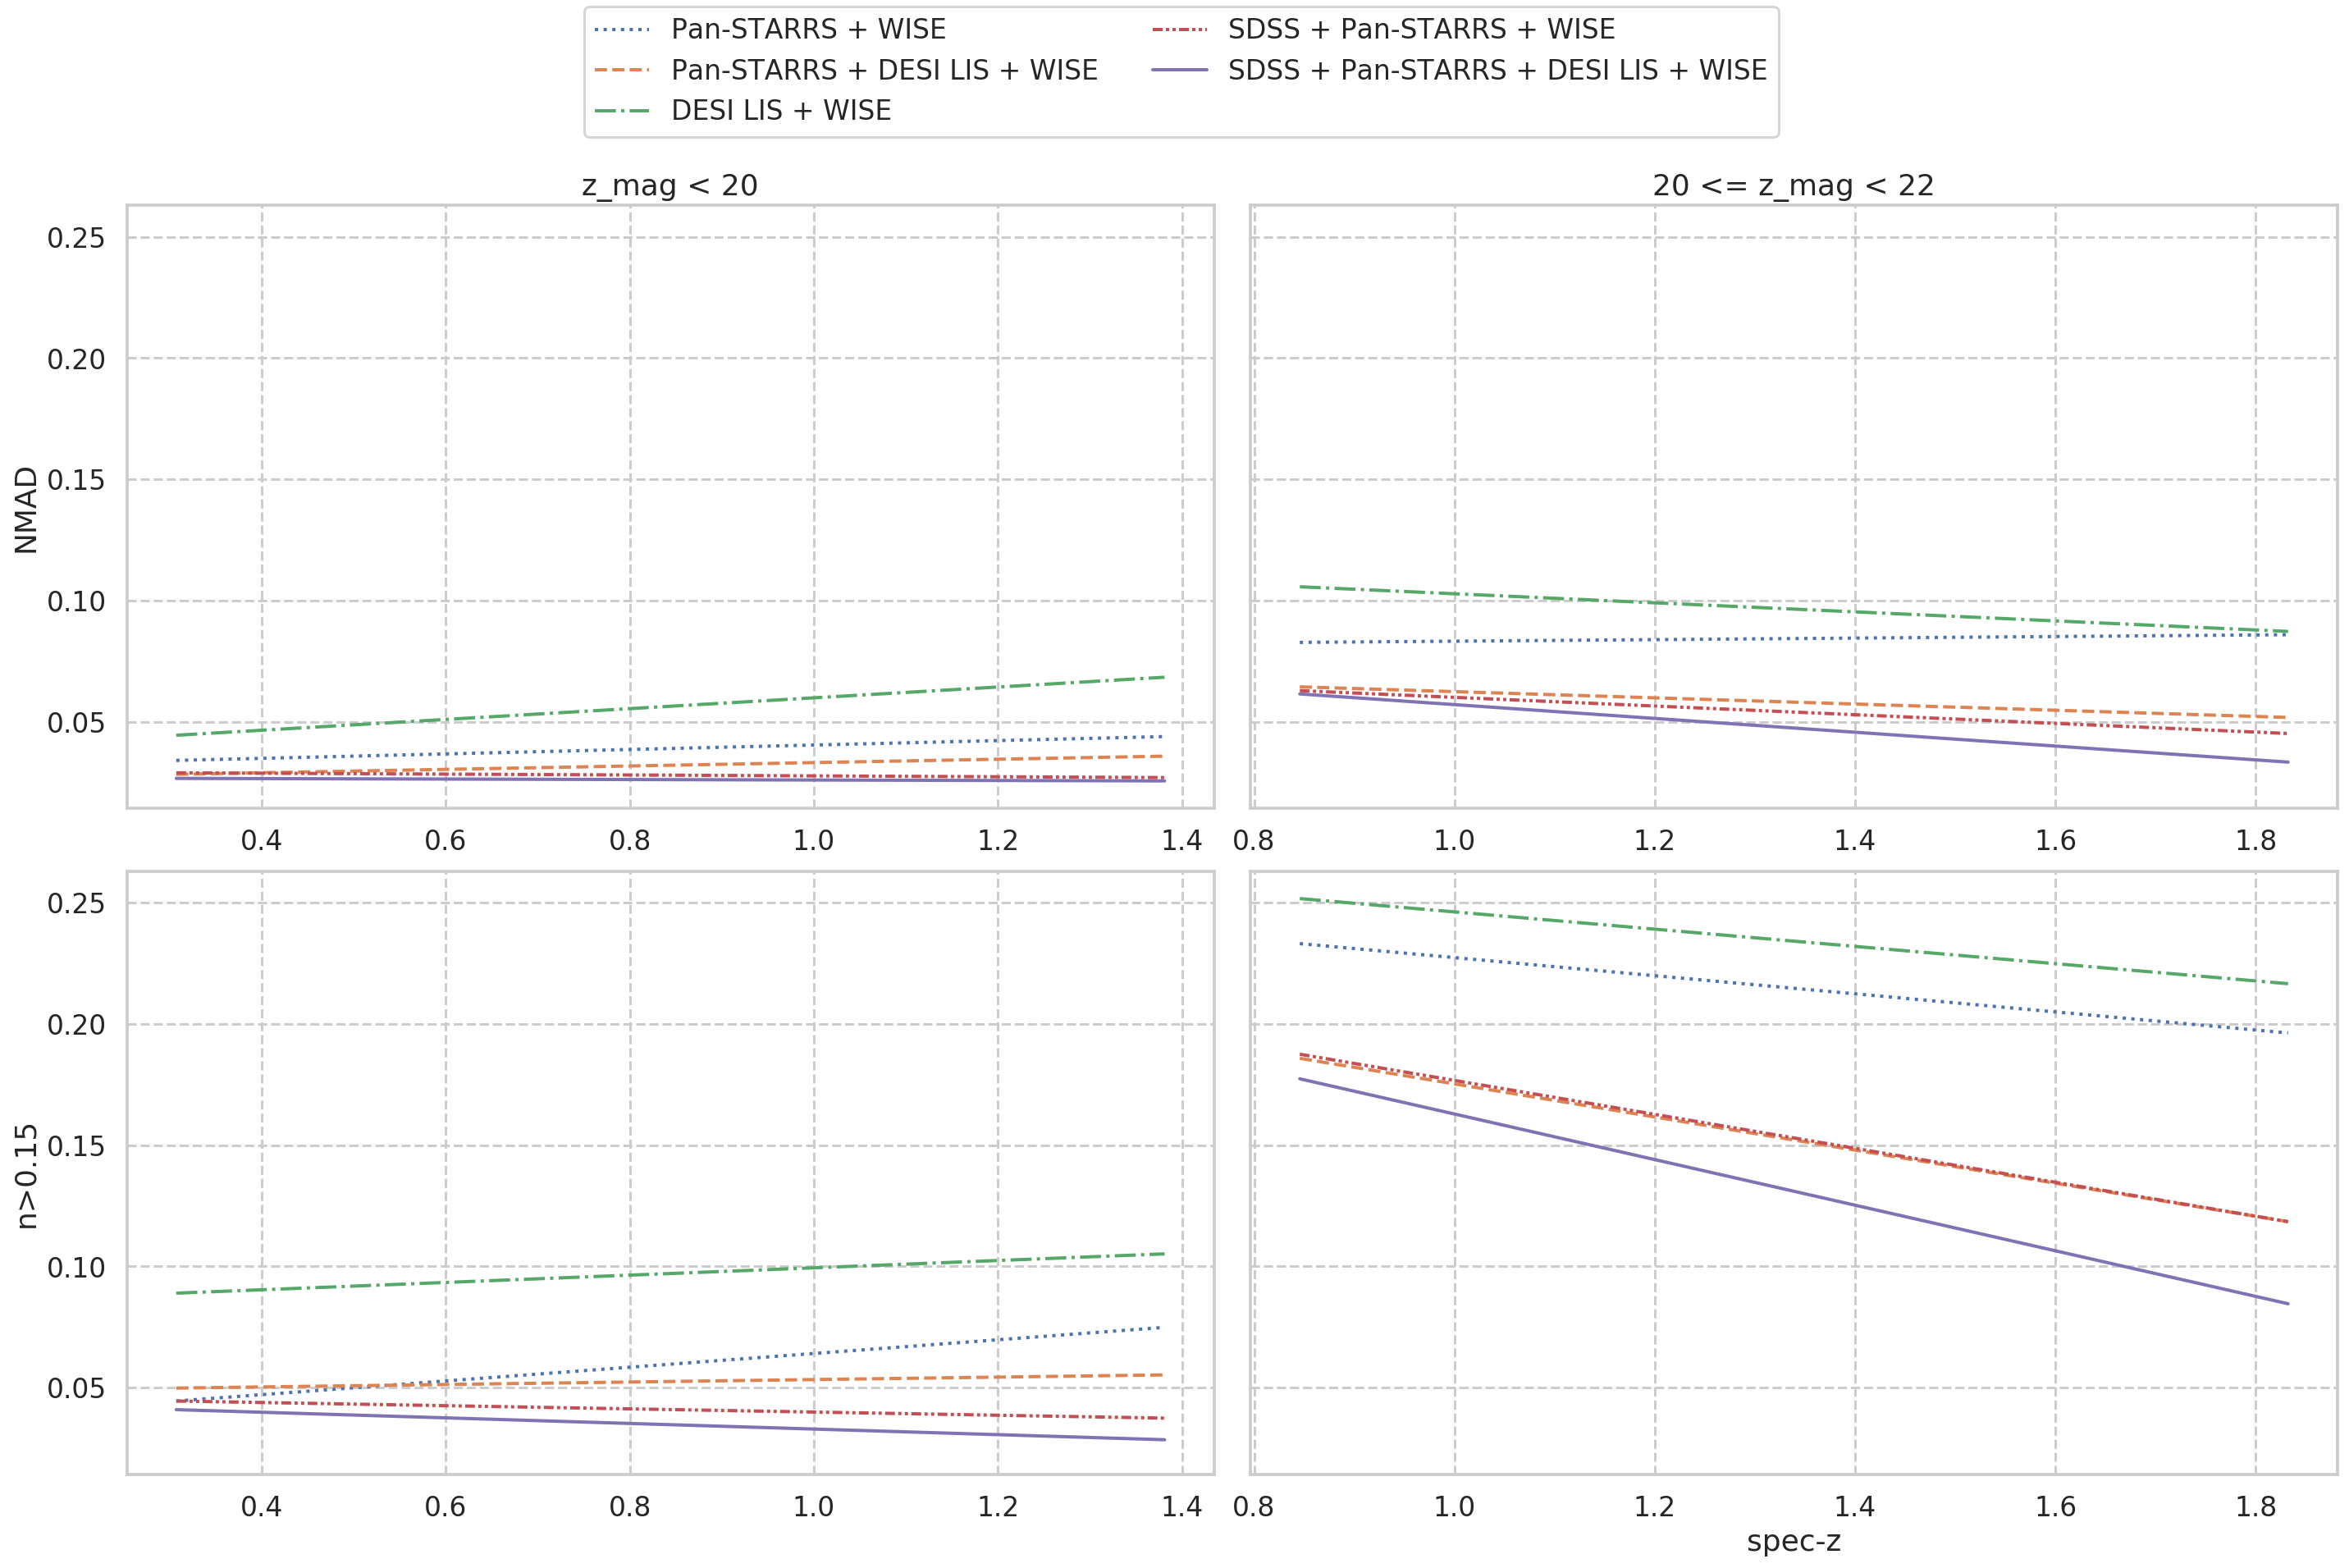 Pan-STARRS + WISE
Pan-STARRS + DESI LIS + WISE
DESI LIS + WISE
SDSS + Pan-STARRS + WISE
SDSS + Pan-STARRS + DESI LIS + WISE
z_mag < 20
20 <= z_mag < 22
NMAD
0.25
0.20
0.15
0.10
0.05
0.4 0.6 0.8 1.0 1.2 1.4
0.8 1.0 1.2 1.4 1.6 1.8
n>0.15
0.25
0.20
0.15
0.10
0.05
0.4 0.6 0.8 1.0 1.2 1.4
0.8 1.0 1.2 1.4 1.6 1.8
spec-z